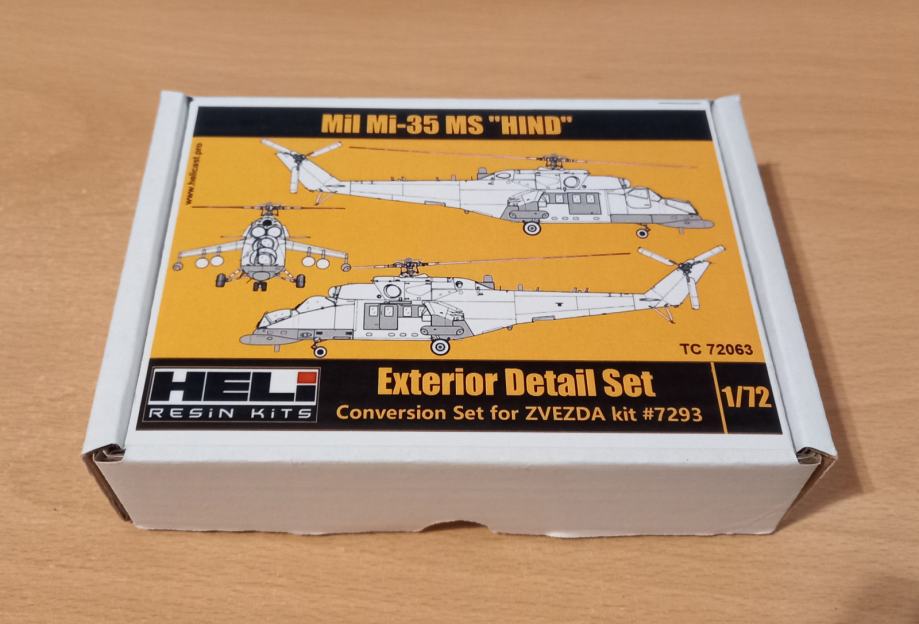 Mil Mi-35 MS "HIND"
www.helicast.pro
TC 72063
HELi
RESiN KiTS
Exterior Detail Set
Conversion Set for ZVEZDA kit #7293
1/72